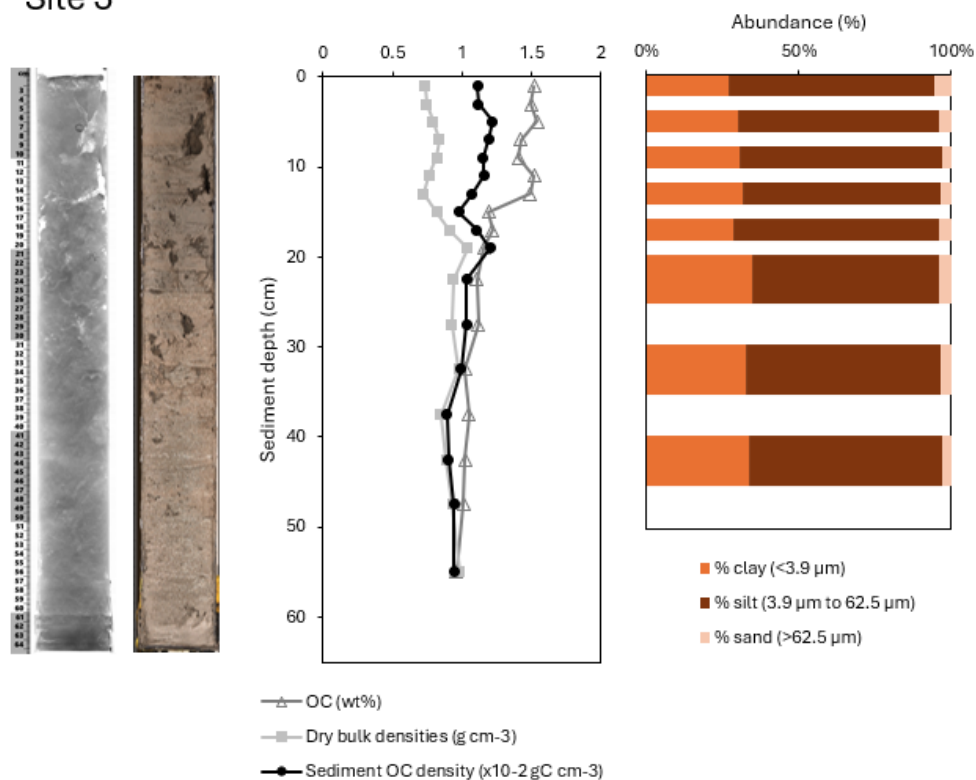 Abundance (%)
0 0.5 1 1.5 2
0% 50% 100%
0
10
20
30
40
50
60
Sediment depth (cm)
% clay (<3.9 µm)
% silt (3.9 µm to 62.5 µm)
% sand (>62.5 µm)
OC (wt%)
Dry bulk densities (g cm-3)
Sediment OC density (x10-2 gC cm-3)